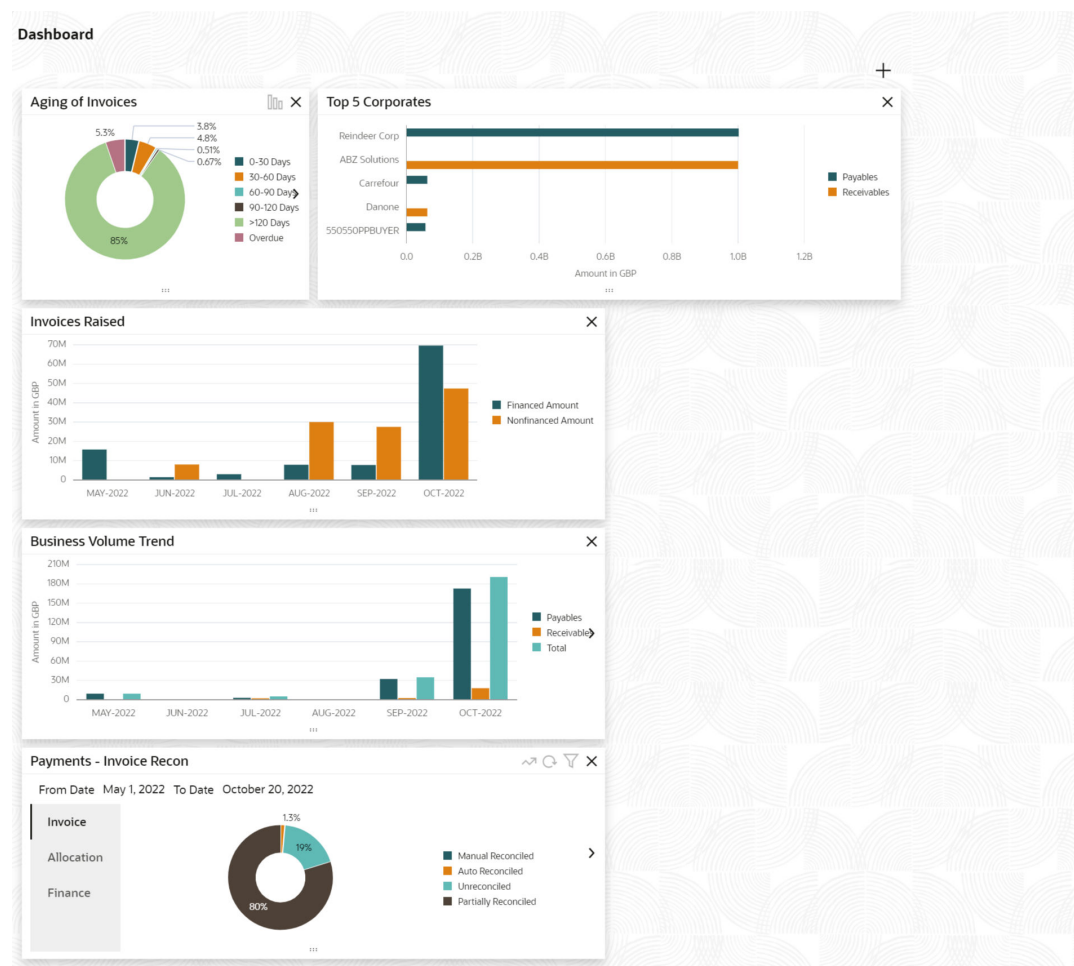 Dashboard
Aging of Invoices
5.3%
3.8%
4.8%
0.51%
0.67%
85%
0-30 Days
30-60 Days
60-90 Days
90-120 Days
>120 Days
Overdue
Top 5 Corporates
Reindeer Corp
ABZ Solutions
Carrefour
Danone
550550PPBUYER
0.0 0.2B 0.4B 0.6B 0.8B 1.0B 1.2B
Amount in GBP
Payables
Receivables
Invoices Raised
Amount in GBP
70M
60M
50M
40M
30M
20M
10M
0
MAY-2022 JUN-2022 JUL-2022 AUG-2022 SEP-2022 OCT-2022
Financed Amount
Nonfinanced Amount
Business Volume Trend
Amount in GBP
210M
180M
150M
120M
90M
60M
30M
0
MAY-2022 JUN-2022 JUL-2022 AUG-2022 SEP-2022 OCT-2022
Payables
Receivables
Total
Payments - Invoice Recon
From Date May 1, 2022 To Date October 20, 2022
Invoice
Allocation
Finance
1.3%
19%
80%
Manual Reconciled
Auto Reconciled
Unreconciled
Partially Reconciled